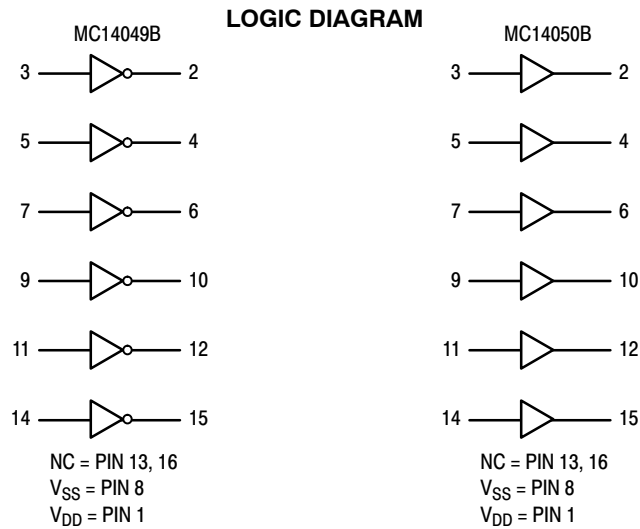 LOGIC DIAGRAM
MC14049B
3 2
5 4
7 6
9 10
11 12
14 15
NC = PIN 13, 16
VSS = PIN 8
VDD = PIN 1
MC14050B
3 2
5 4
7 6
9 10
11 12
14 15
NC = PIN 13, 16
VSS = PIN 8
VDD = PIN 1